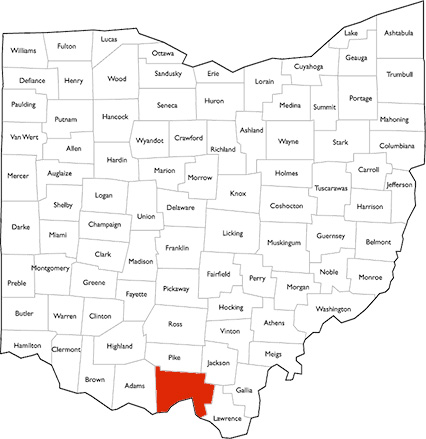 Williams
Fulton
Lucas
Ottawa
Lake
Ashtabula
Geauga
Cuyahoga
Defiance
Henry
Wood
Sandusky
Erie
Lorain
Trumbull
Paulding
Putnam
Hancock
Seneca
Huron
Medina
Summit
Portage
Mahoning
Van Wert
Allen
Wyandot
Crawford
Richland
Ashland
Wayne
Stark
Columbiana
Hardin
Mercer
Auglaize
Marion
Morrow
Holmes
Carroll
Jefferson
Tuscarawas
Shelby
Logan
Union
Delaware
Knox
Coshocton
Harrison
Darke
Miami
Champaign
Franklin
Licking
Muskingum
Guernsey
Belmont
Clark
Madison
Montgomery
Preble
Greene
Fayette
Pickaway
Fairfield
Perry
Morgan
Noble
Monroe
Butler
Warren
Clinton
Ross
Hocking
Athens
Washington
Vinton
Hamilton
Clermont
Highland
Pike
Jackson
Meigs
Brown
Adams
Gallia
Lawrence